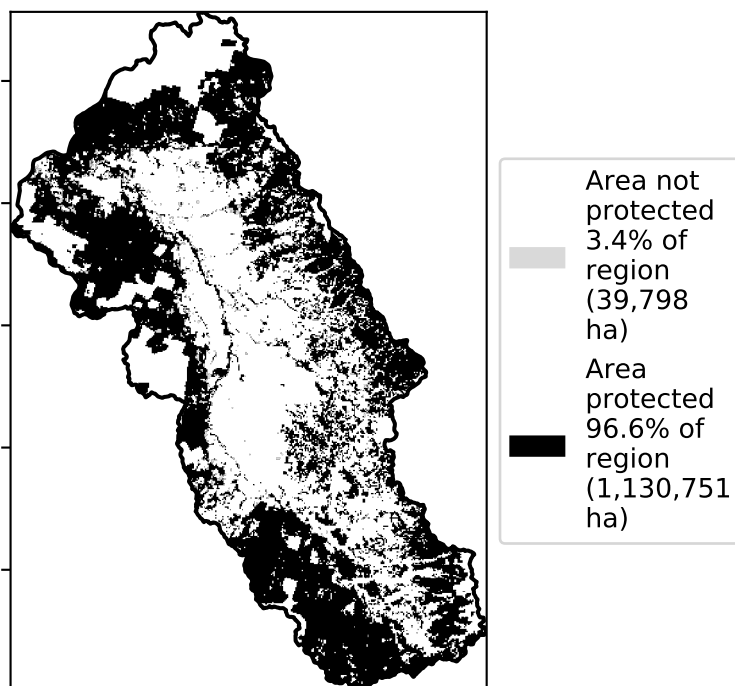 Area not
protected
3.4% of
region
(39,798
ha)
Area
protected
96.6% of
region
(1,130,751
ha)